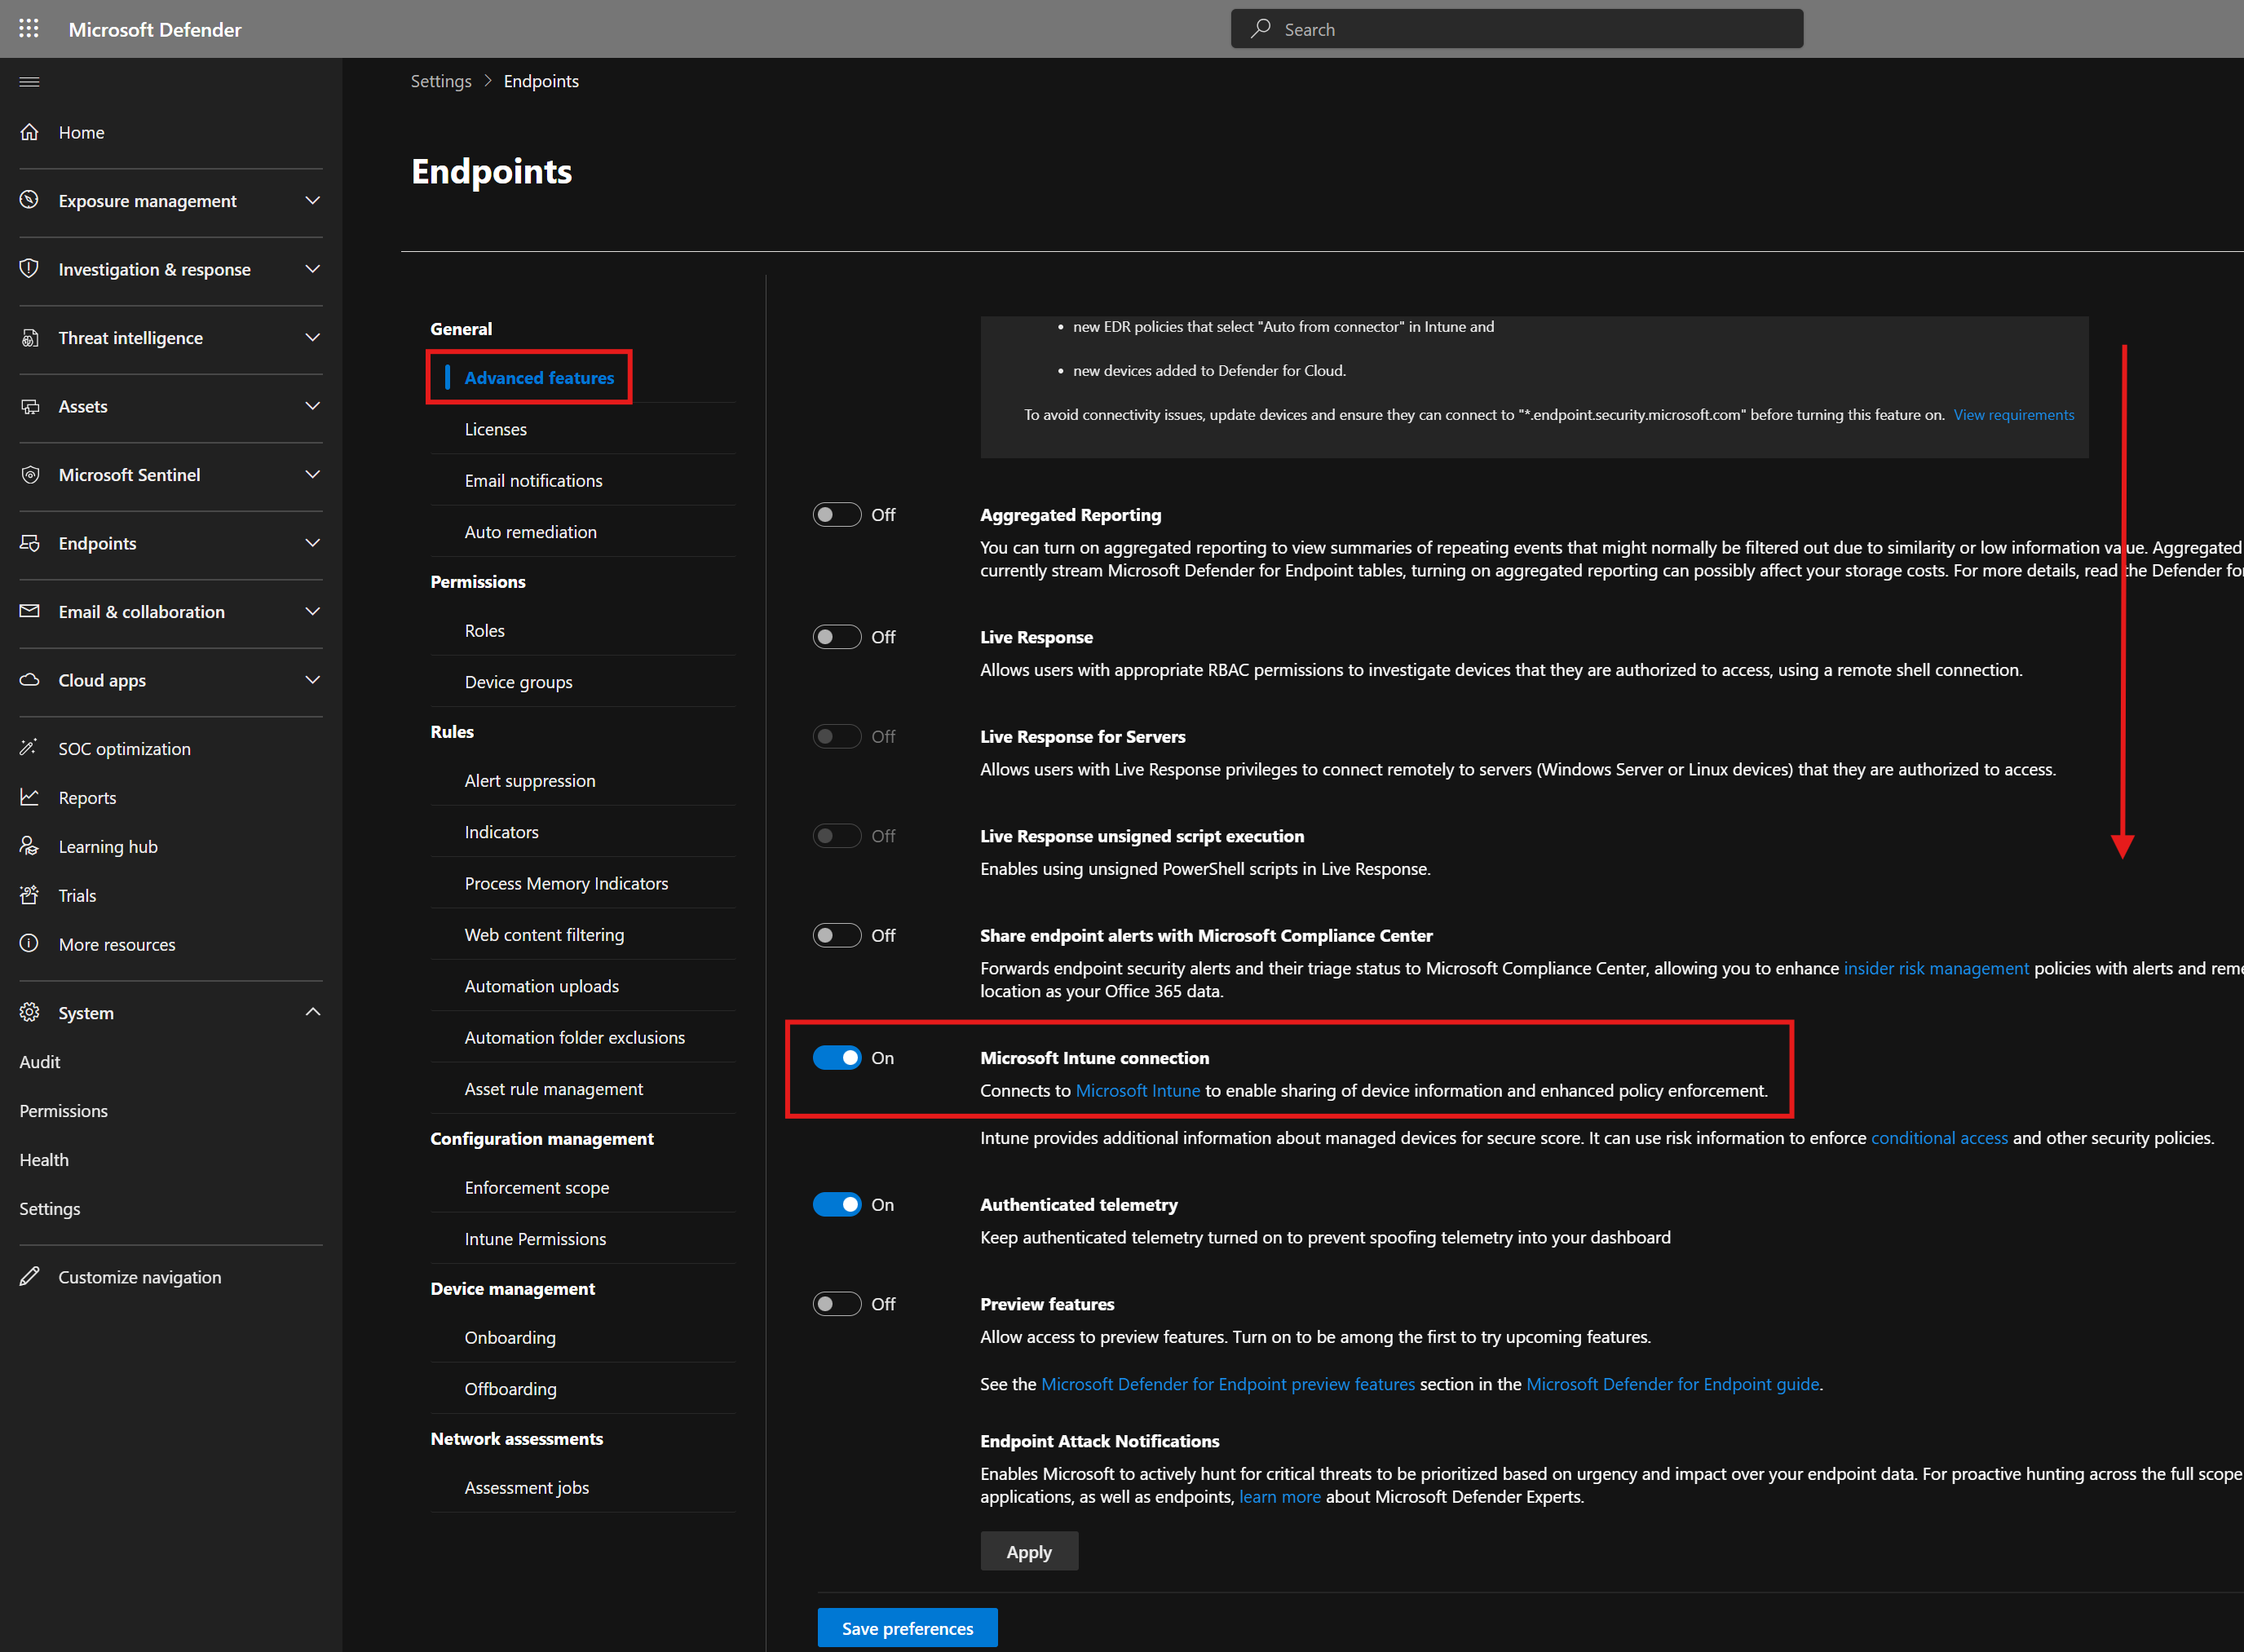 Microsoft Defender
Search
Home
Exposure management
Investigation & response
Threat intelligence
Assets
Microsoft Sentinel
Endpoints
Email & collaboration
Cloud apps
SOC optimization
Reports
Learning hub
Trials
More resources
System
Audit
Permissions
Health
Settings
Customize navigation
Settings > Endpoints
Endpoints
General
Advanced features
Licenses
Email notifications
Auto remediation
Permissions
Roles
Device groups
Rules
Alert suppression
Indicators
Process Memory Indicators
Web content filtering
Automation uploads
Automation folder exclusions
Asset rule management
Configuration management
Enforcement scope
Intune Permissions
Device management
Onboarding
Offboarding
Network assessments
Assessment jobs
• new EDR policies that select "Auto from connector" in Intune and
• new devices added to Defender for Cloud.
To avoid connectivity issues, update devices and ensure they can connect to "*.endpoint.security.microsoft.com" before turning this feature on. View requirements
Off Aggregated Reporting
You can turn on aggregated reporting to view summaries of repeating events that might normally be filtered out due to similarity or low information value. Aggregated
currently stream Microsoft Defender for Endpoint tables, turning on aggregated reporting can possibly affect your storage costs. For more details, read the Defender for
Off Live Response
Allows users with appropriate RBAC permissions to investigate devices that they are authorized to access, using a remote shell connection.
Off Live Response for Servers
Allows users with Live Response privileges to connect remotely to servers (Windows Server or Linux devices) that they are authorized to access.
Off Live Response unsigned script execution
Enables using unsigned PowerShell scripts in Live Response.
Off Share endpoint alerts with Microsoft Compliance Center
Forwards endpoint security alerts and their triage status to Microsoft Compliance Center, allowing you to enhance insider risk management policies with alerts and
location as your Office 365 data.
On Microsoft Intune connection
Connects to Microsoft Intune to enable sharing of device information and enhanced policy enforcement.
Intune provides additional information about managed devices for secure score. It can use risk information to enforce conditional access and other security policies.
On Authenticated telemetry
Keep authenticated telemetry turned on to prevent spoofing telemetry into your dashboard
Off Preview features
Allow access to preview features. Turn on to be among the first to try upcoming features.
See the Microsoft Defender for Endpoint preview features section in the Microsoft Defender for Endpoint guide.
Endpoint Attack Notifications
Enables Microsoft to actively hunt for critical threats to be prioritized based on urgency and impact over your endpoint data. For proactive hunting across the full scope
applications, as well as endpoints, learn more about Microsoft Defender Experts.
Apply
Save preferences